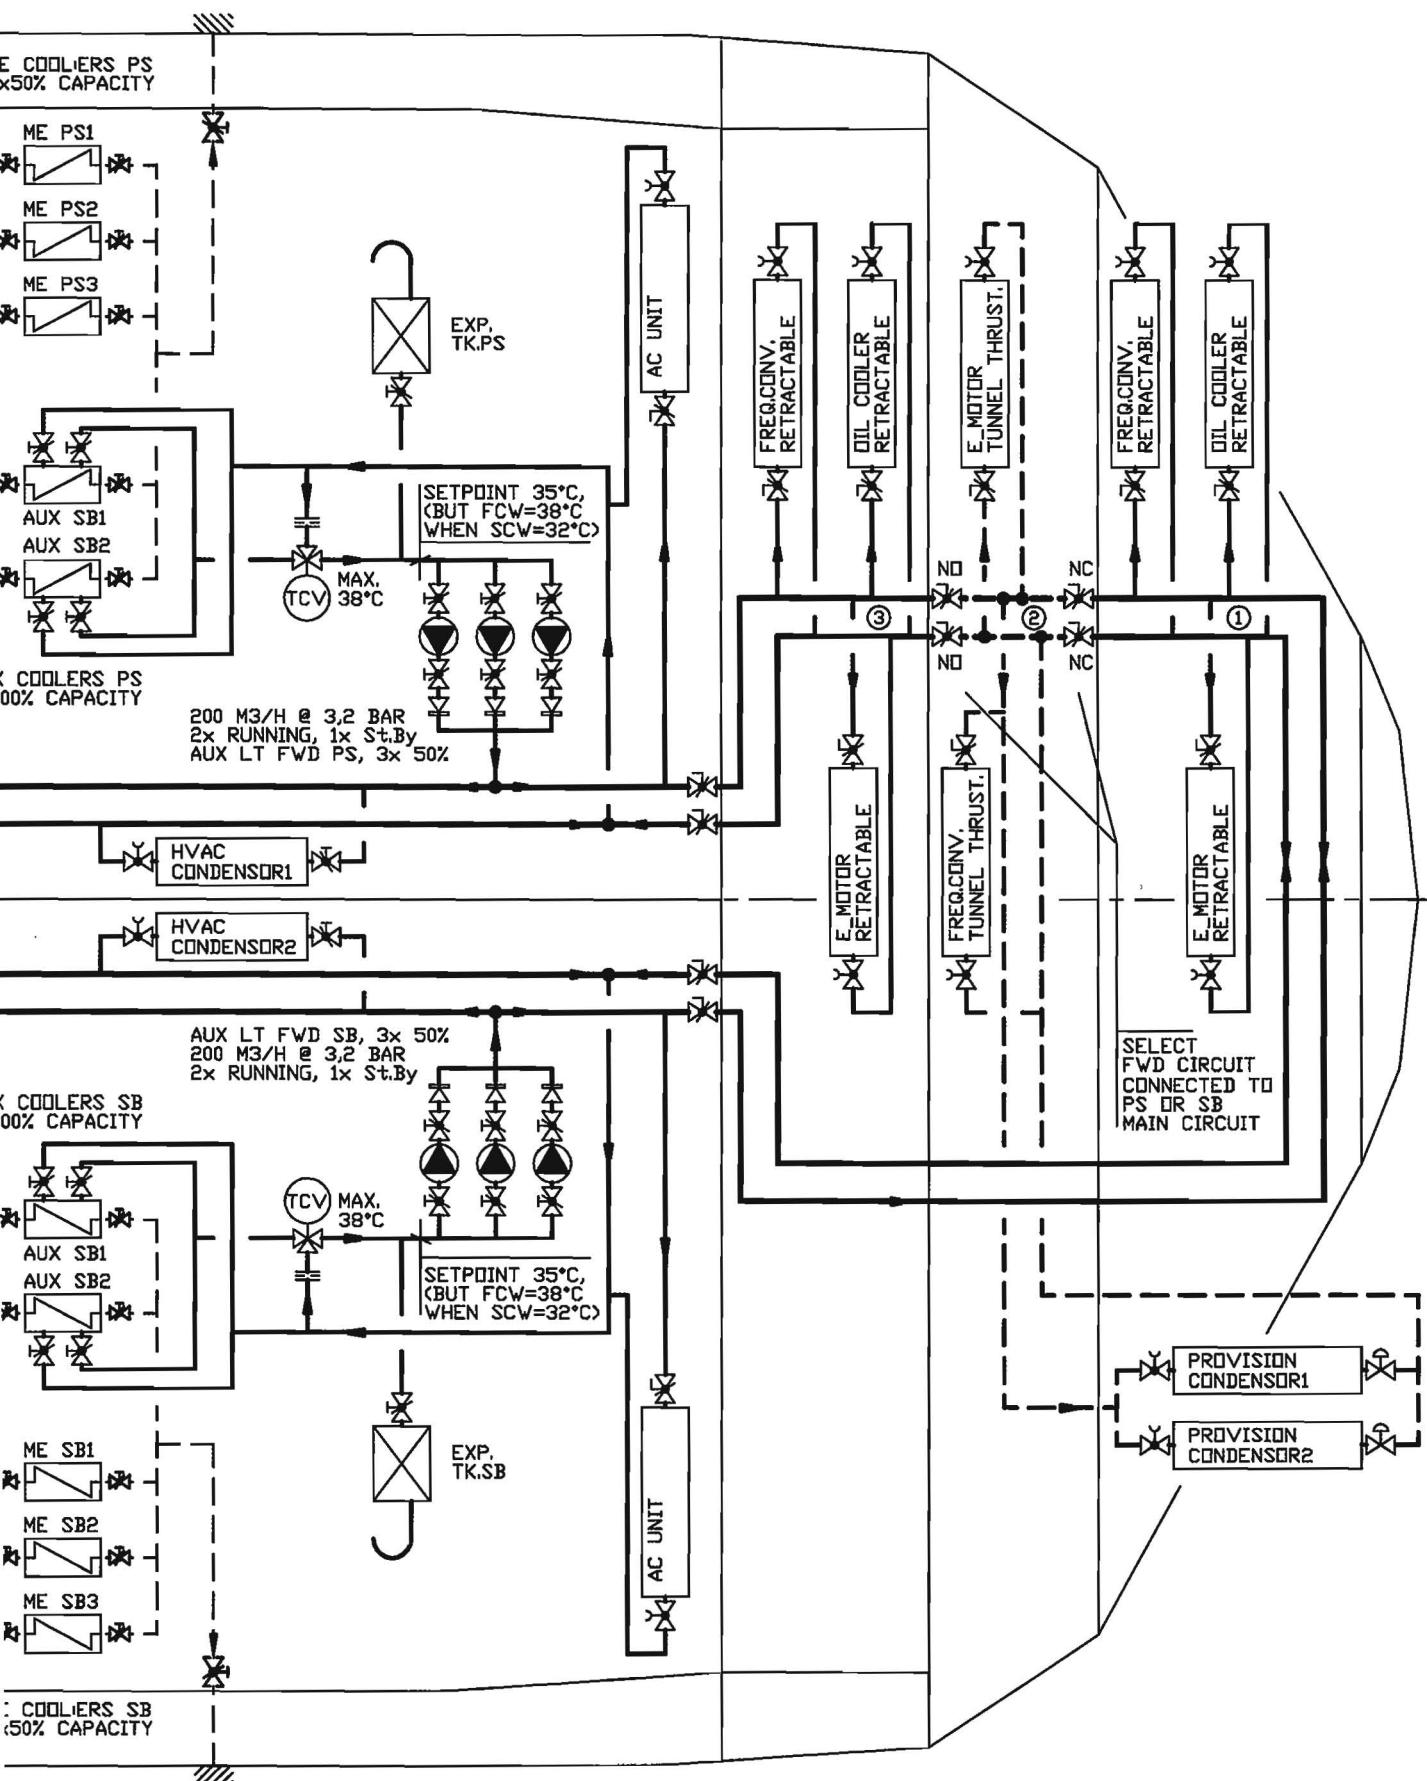 E COOLERS PS
x50% CAPACITY
ME PS1
ME PS2
ME PS3
EXP.
TK.PS
AC UNIT
FREQ.CONV.
RETRACTABLE
OIL COOLER
RETRACTABLE
E_MOTOR
TUNNEL THRUST.
FREQ.CONV.
RETRACTABLE
OIL COOLER
RETRACTABLE
AUX SB1
AUX SB2
SETPOINT 35°C,
(BUT FCW=38°C
WHEN SCW=32°C)
TCV
MAX.
38°C
NO
NC
3
2
1
NO
NC
X COOLERS PS
00% CAPACITY
200 M3/H @ 3,2 BAR
2x RUNNING, 1x St.By
AUX LT FWD PS, 3x 50%
HVAC
CONDENSOR1
E_MOTOR
RETRACTABLE
FREQ.CONV.
TUNNEL THRUST.
E_MOTOR
RETRACTABLE
HVAC
CONDENSOR2
AUX LT FWD SB, 3x 50%
200 M3/H @ 3,2 BAR
2x RUNNING, 1x St.By
SELECT
FWD CIRCUIT
CONNECTED TO
PS OR SB
MAIN CIRCUIT
X COOLERS SB
00% CAPACITY
TCV
MAX.
38°C
AUX SB1
AUX SB2
SETPOINT 35°C,
(BUT FCW=38°C
WHEN SCW=32°C)
PROVISION
CONDENSOR1
PROVISION
CONDENSOR2
ME SB1
EXP.
TK.SB
ME SB2
AC UNIT
ME SB3
COOLERS SB
x50% CAPACITY